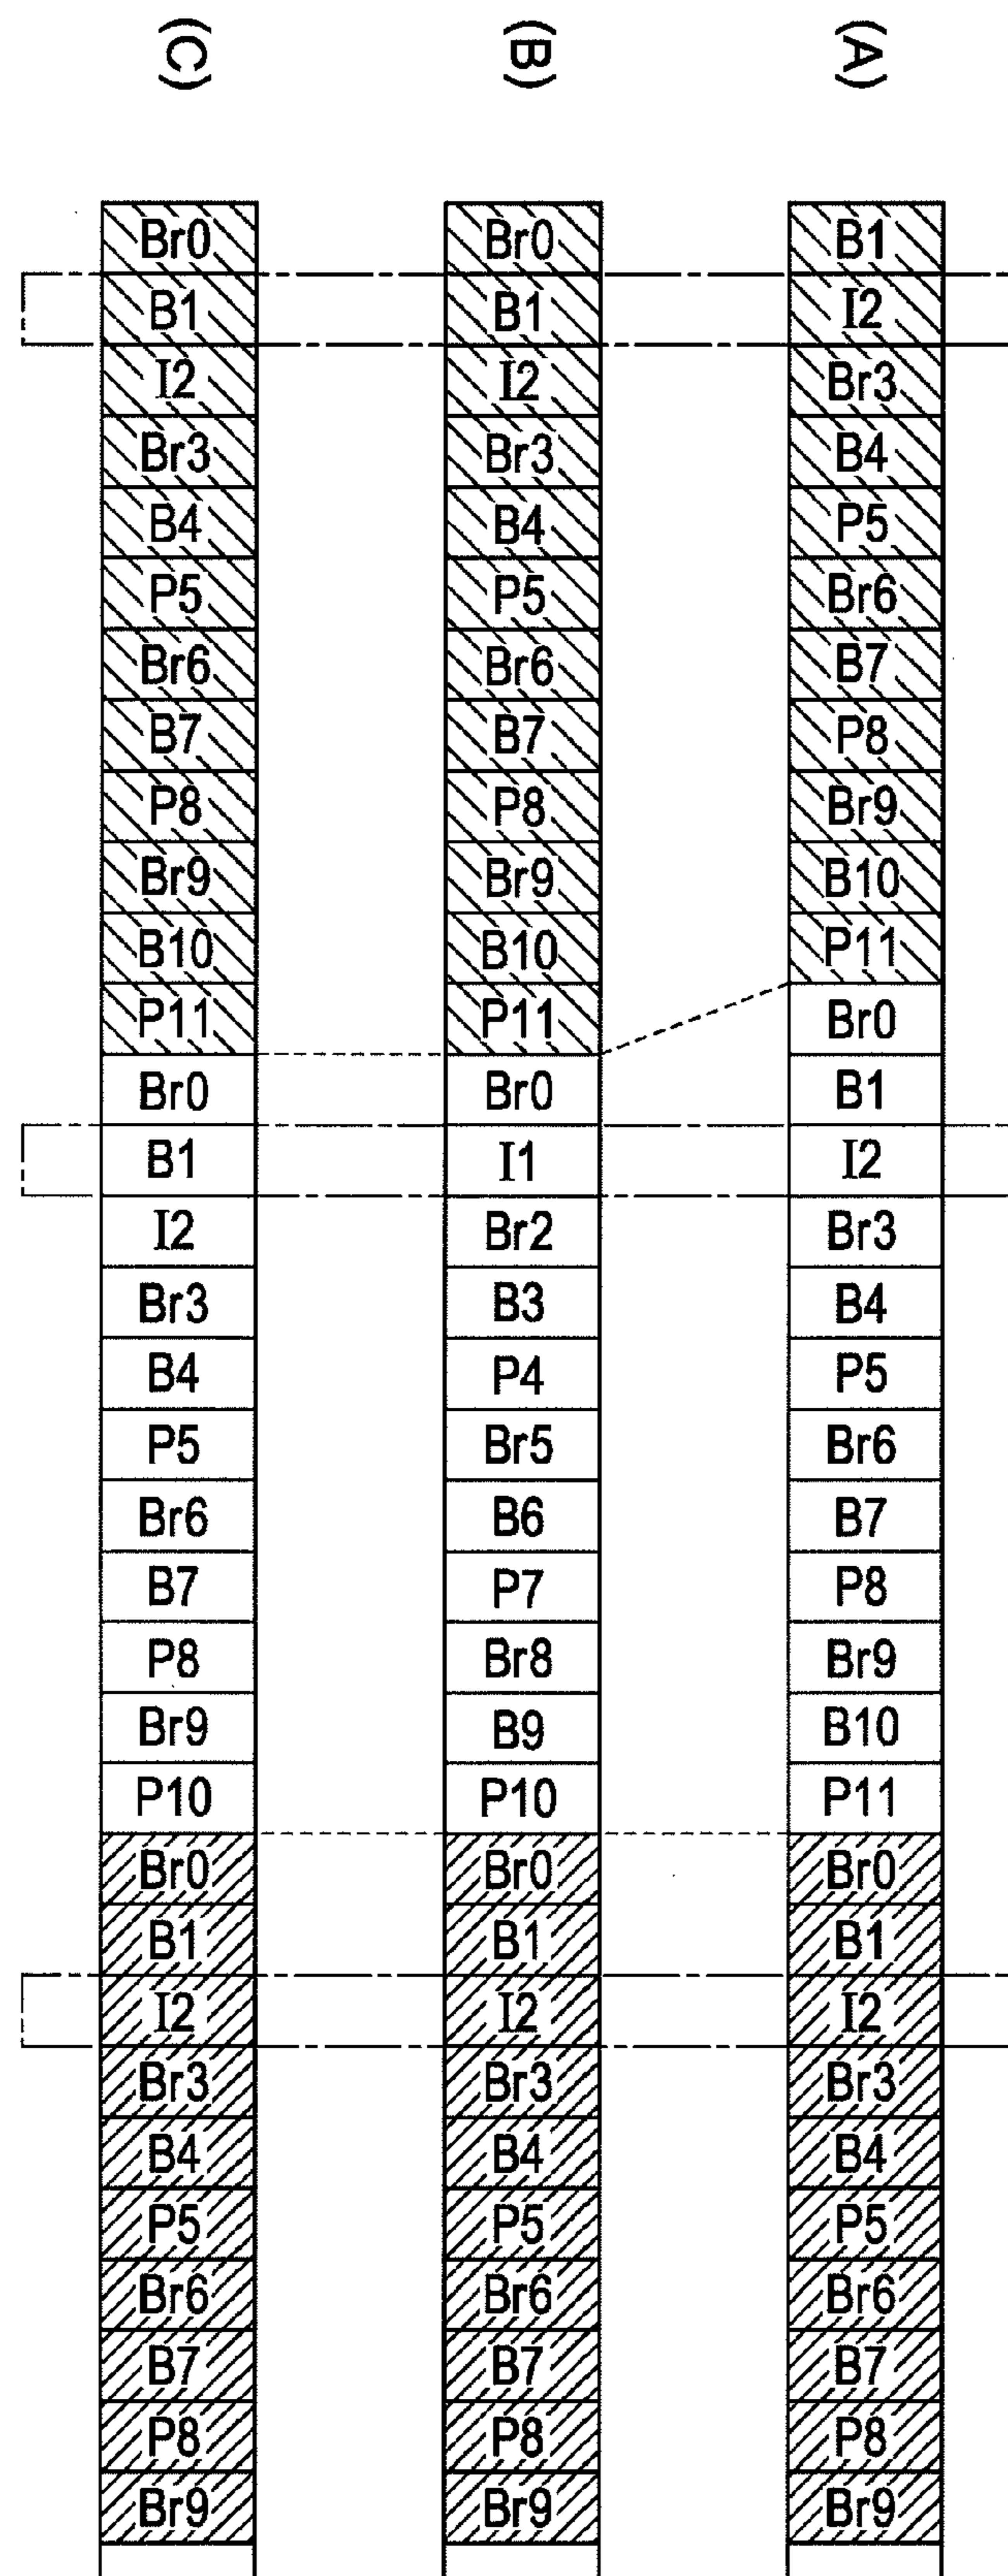 (C) (B) (A)
Br0 Br0 B1
B1 B1 I2
I2 I2 Br3
Br3 Br3 B4
B4 B4 P5
P5 P5 Br6
Br6 Br6 B7
B7 B7 P8
P8 P8 Br9
Br9 Br9 B10
B10 B10 P11
P11 P11 Br0
Br0 Br0 B1
B1 I1 I2
I2 Br2 Br3
Br3 B3 B4
B4 P4 P5
P5 Br5 Br6
Br6 B6 B7
B7 P7 P8
P8 Br8 Br9
Br9 B9 B10
P10 P10 P11
Br0 Br0 Br0
B1 B1 B1
I2 I2 I2
Br3 Br3 Br3
B4 B4 B4
P5 P5 P5
Br6 Br6 Br6
B7 B7 B7
P8 P8 P8
Br9 Br9 Br9